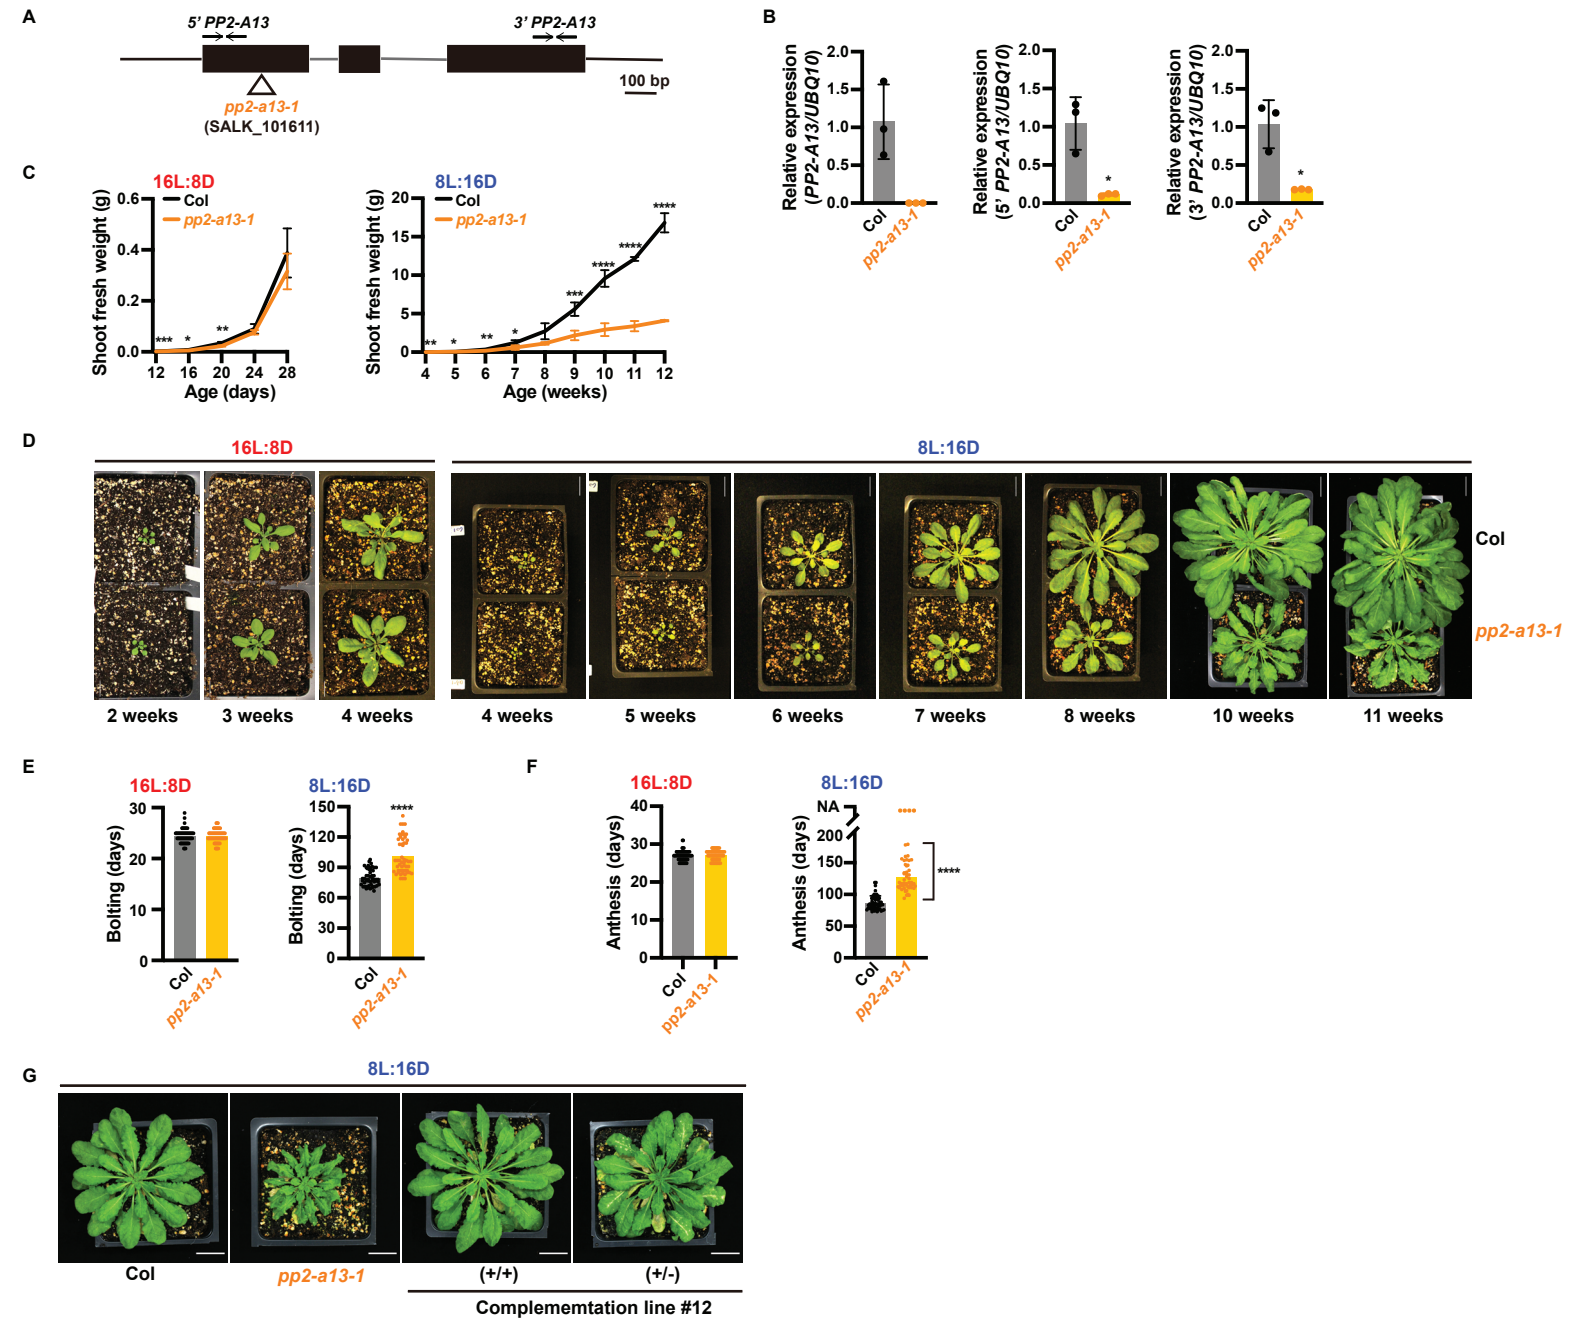 A
5' PP2-A13
3' PP2-A13
100 bp
pp2-a13-1
(SALK_101611)
B
Relative expression
(PP2-A13/UBQ10)
2.0
1.5
1.0
0.5
0.0
Col
pp2-a13-1
Relative expression
(5' PP2-A13/UBQ10)
2.0
1.5
1.0
0.5
0.0
*
Col
pp2-a13-1
Relative expression
(3' PP2-A13/UBQ10)
2.0
1.5
1.0
0.5
0.0
*
Col
pp2-a13-1
C
16L:8D
Col
pp2-a13-1
Shoot fresh weight (g)
0.6
0.4
0.2
0.0
*** * **
12 16 20 24 28
Age (days)
8L:16D
Col
pp2-a13-1
Shoot fresh weight (g)
20
15
10
5
0
** * ** * *** **** **** ****
4 5 6 7 8 9 10 11 12
Age (weeks)
D
16L:8D
8L:16D
Col
pp2-a13-1
2 weeks 3 weeks 4 weeks 4 weeks 5 weeks 6 weeks 7 weeks 8 weeks 10 weeks 11 weeks
E
16L:8D
Bolting (days)
30
20
10
0
Col
pp2-a13-1
8L:16D
Bolting (days)
150
120
90
60
30
0
****
Col
pp2-a13-1
F
16L:8D
Anthesis (days)
40
30
20
10
0
Col
pp2-a13-1
8L:16D
Anthesis (days)
NA
200
150
100
50
0
****
Col
pp2-a13-1
G
8L:16D
Col
pp2-a13-1
(+/+)
(+/-)
Complememtation line #12